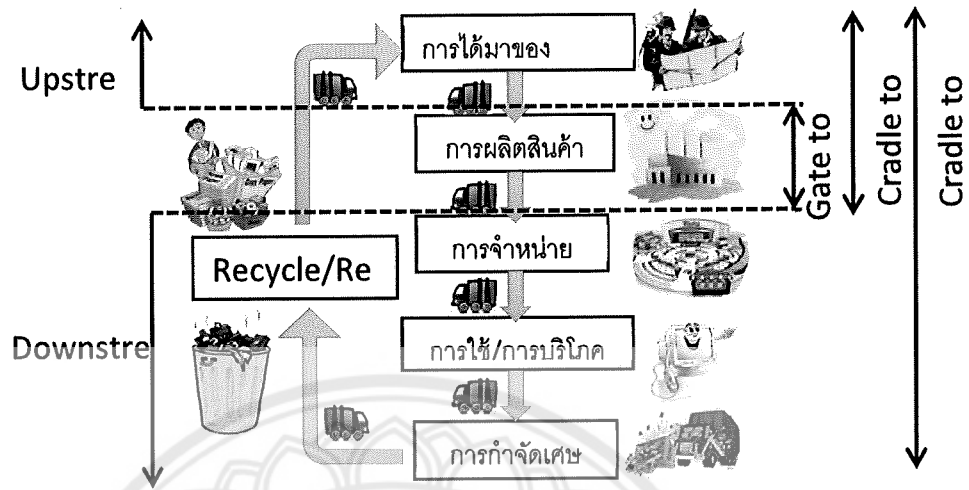 Upstre
การได้มาของ
การผลิตสินค้า
Gate to
Cradle to
Cradle to
การจำหน่าย
Recycle/Re
Downstre
การใช้/การบริโภค
การกำจัดเศษ